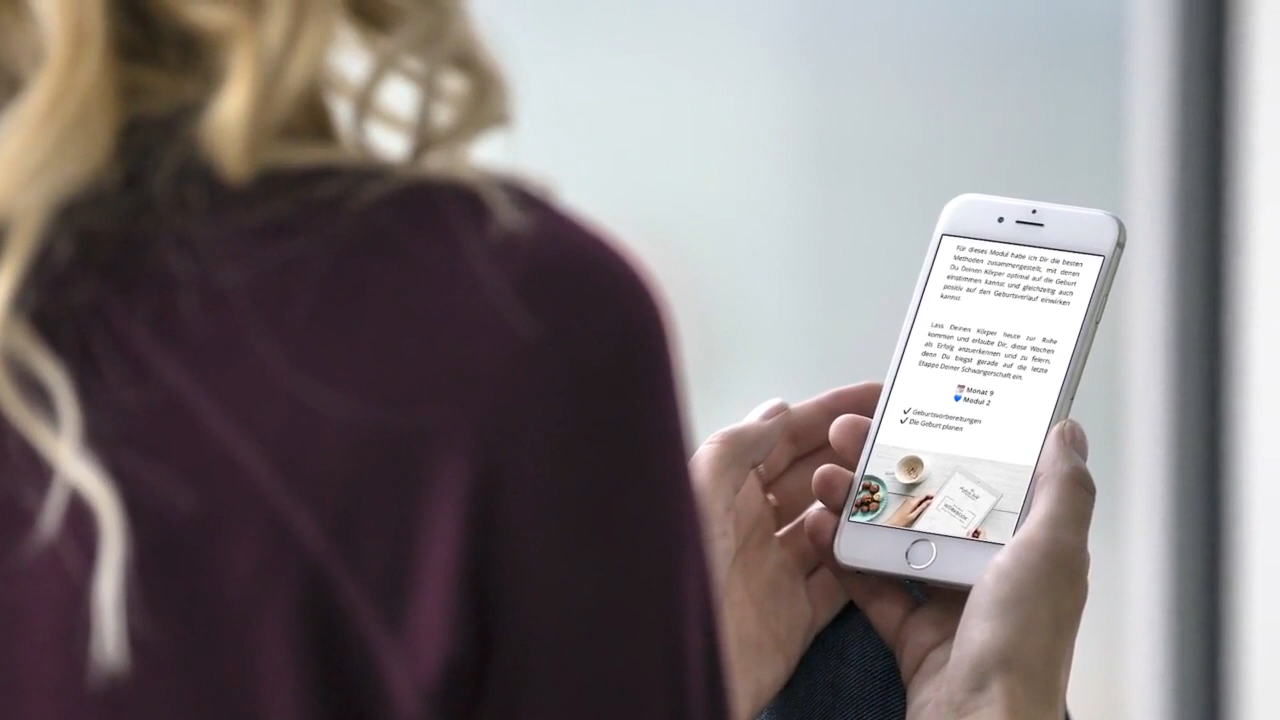 Für dieses Modul habe ich Dir die besten
Methoden zusammengestellt, mit denen
Du Deinen Körper optimal auf die Geburt
einstimmen kannst und gleichzeitig auch
positiv auf den Geburtsverlauf einwirken
kannst.
Lass Deinen Körper heute zur Ruhe
kommen und erlaube Dir, diese Wochen
als Erfolg anzuerkennen und zu feiern,
denn Du biegst gerade auf die letzte
Etappe Deiner Schwangerschaft ein.
📅 Monat 9
💙 Modul 2
✔ Geburtsvorbereitungen
✔ Die Geburt planen
WORKBOOK